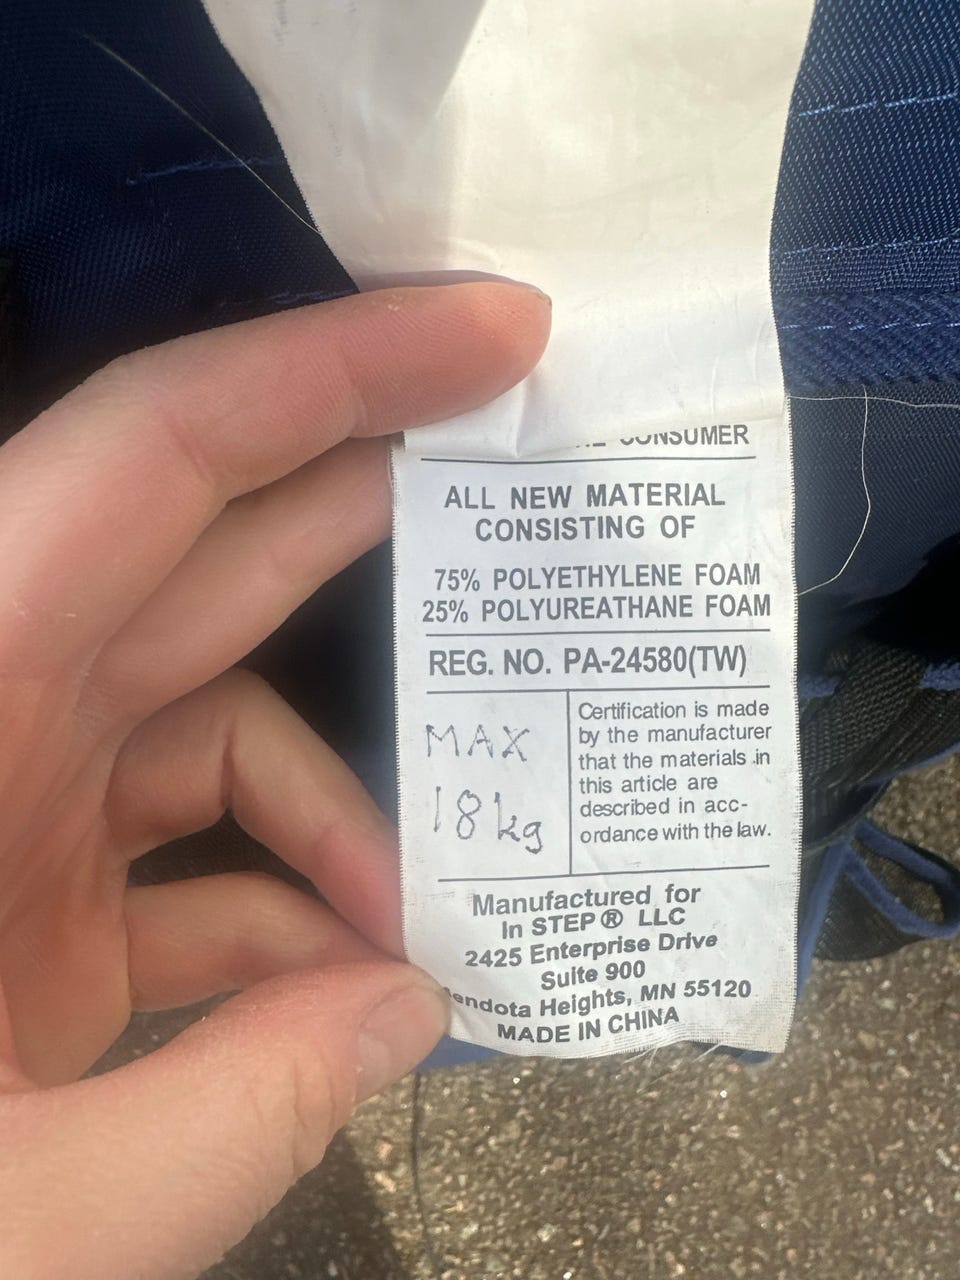 CONSUMER
ALL NEW MATERIAL
CONSISTING OF
75% POLYETHYLENE FOAM
25% POLYUREATHANE FOAM
REG. NO. PA-24580(TW)
MAX
18kg
Certification is made
by the manufacturer
that the materials .in
this article are
described in acc-
ordance with the law.
Manufactured for
In STEP® LLC
2425 Enterprise Drive
Suite 900
endota Heights, MN 55120
MADE IN CHINA